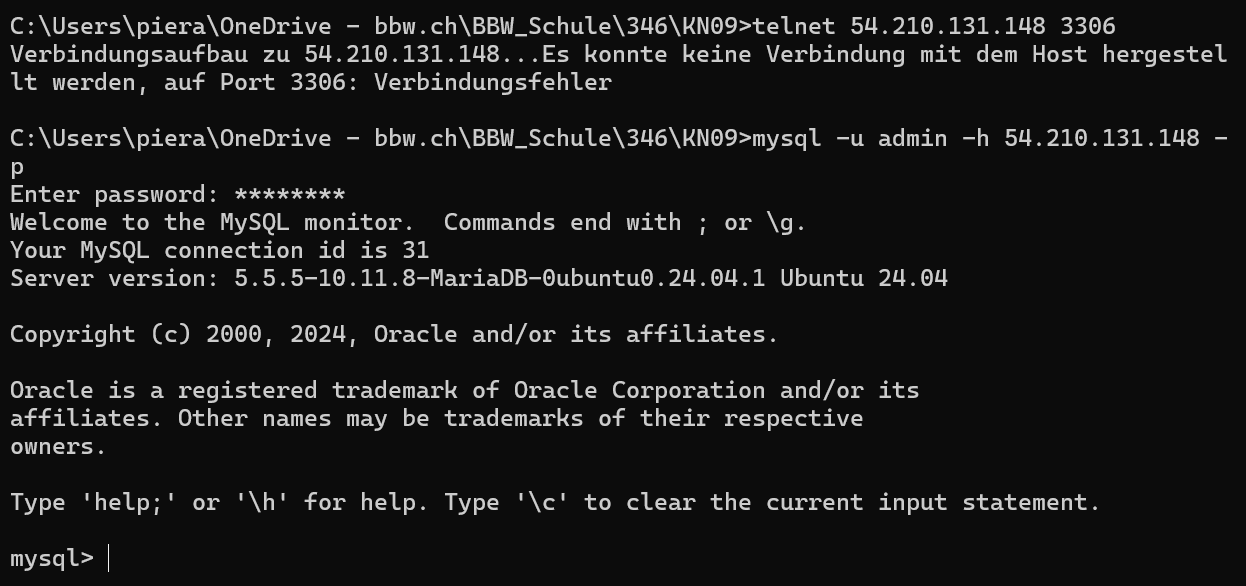 C:\Users\piera\OneDrive - bbw.ch\BBW_Schule\346\KN09>telnet 54.210.131.148 3306
Verbindungsaufbau zu 54.210.131.148...Es konnte keine Verbindung mit dem Host hergestel
lt werden, auf Port 3306: Verbindungsfehler
C:\Users\piera\OneDrive - bbw.ch\BBW_Schule\346\KN09>mysql -u admin -h 54.210.131.148 -
p
Enter password: ********
Welcome to the MySQL monitor.  Commands end with ; or \g.
Your MySQL connection id is 31
Server version: 5.5.5-10.11.8-MariaDB-0ubuntu0.24.04.1 Ubuntu 24.04
Copyright (c) 2000, 2024, Oracle and/or its affiliates.
Oracle is a registered trademark of Oracle Corporation and/or its
affiliates. Other names may be trademarks of their respective
owners.
Type 'help;' or '\h' for help. Type '\c' to clear the current input statement.
mysql>